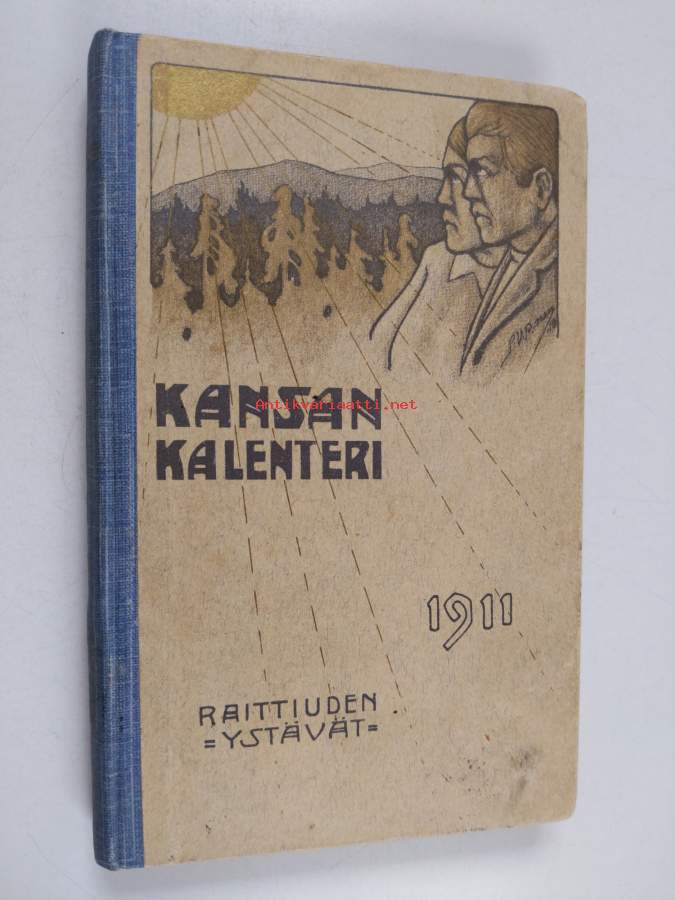 KANSAN
Antikvariaatti.net
KALENTERI
1911
RAITTIUDEN
=YSTÄVÄT=